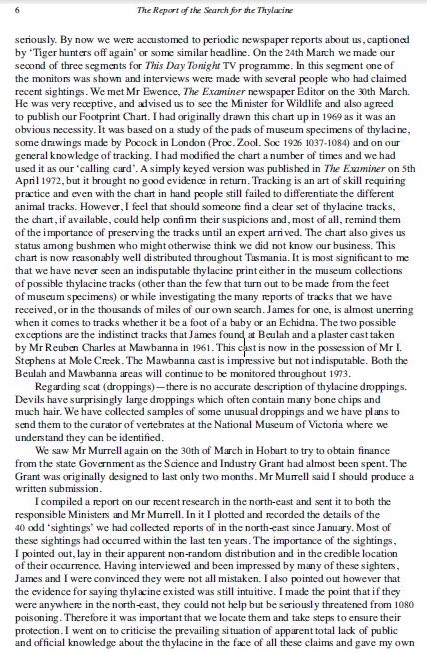 6 The Report of the Search for the Thylacine
seriously. By now we were accustomed to periodic newspaper reports about us, captioned
by 'Tiger hunters off again' or some similar headline. On the 24th March we made our
second of three segments for This Day Tonight TV programme. In this segment one of
the monitors was shown and interviews were made with several people who had claimed
recent sightings. We met Mr Ewence, The Examiner newspaper Editor on the 30th March.
He was very receptive, and advised us to see the Minister for Wildlife and also agreed
to publish our Footprint Chart. I had originally drawn this chart up in 1969 as it was an
obvious necessity. It was based on a study of the pads of museum specimens of thylacine,
some drawings made by Pocock in London (Proc. Zool. Soc 1926 1037-1084) and on our
general knowledge of tracking. I had modified the chart a number of times and we had
used it as our 'calling card'. A simply keyed version was published in The Examiner on 5th
April 1972, but it brought no good evidence in return. Tracking is an art of skill requiring
practice and even with the chart in hand people still failed to differentiate the different
animal tracks. However, I feel that should someone find a clear set of thylacine tracks,
the chart, if available, could help confirm their suspicions and, most of all, remind them
of the importance of preserving the tracks until an expert arrived. The chart also gives us
status among bushmen who might otherwise think we did not know our business. This
chart is now reasonably well distributed throughout Tasmania. It is most significant to me
that we have never seen an indisputable thylacine print either in the museum collections
of possible thylacine tracks (other than the few that turn out to be made from the feet
of museum specimens) or while investigating the many reports of tracks that we have
received, or in the thousands of miles of our own search. James for one, is almost unerring
when it comes to tracks whether it be a foot of a baby or an Echidna. The two possible
exceptions are the indistinct tracks that James found at Beulah and a plaster cast taken
by Mr Reuben Charles at Mawbanna in 1961. This cast is now in the possession of Mr I.
Stephens at Mole Creek. The Mawbanna cast is impressive but not indisputable. Both the
Beulah and Mawbanna areas will continue to be monitored throughout 1973.
Regarding scat (droppings)—there is no accurate description of thylacine droppings.
Devils have surprisingly large droppings which often contain many bone chips and
much hair. We have collected samples of some unusual droppings and we have plans to
send them to the curator of vertebrates at the National Museum of Victoria where we
understand they can be identified.
We saw Mr Murrell again on the 30th of March in Hobart to try to obtain finance
from the state Government as the Science and Industry Grant had almost been spent. The
Grant was originally designed to last only two months. Mr Murrell said I should produce a
written submission.
I compiled a report on our recent research in the north-east and sent it to both the
responsible Ministers and Mr Murrell. In it I plotted and recorded the details of the
40 odd 'sightings' we had collected reports of in the north-east since January. Most of
these sightings had occurred within the last ten years. The importance of the sightings,
I pointed out, lay in their apparent non-random distribution and in the credible location
of their occurrence. Having interviewed and been impressed by many of these sighters,
James and I were convinced they were not all mistaken. I also pointed out however that
the evidence for saying thylacine existed was still intuitive. I made the point that if they
were anywhere in the north-east, they could not help but be seriously threatened from 1080
poisoning. Therefore it was important that we locate them and take steps to ensure their
protection. I went on to criticise the prevailing situation of apparent total lack of public
and official knowledge about the thylacine in the face of all these claims and gave my own